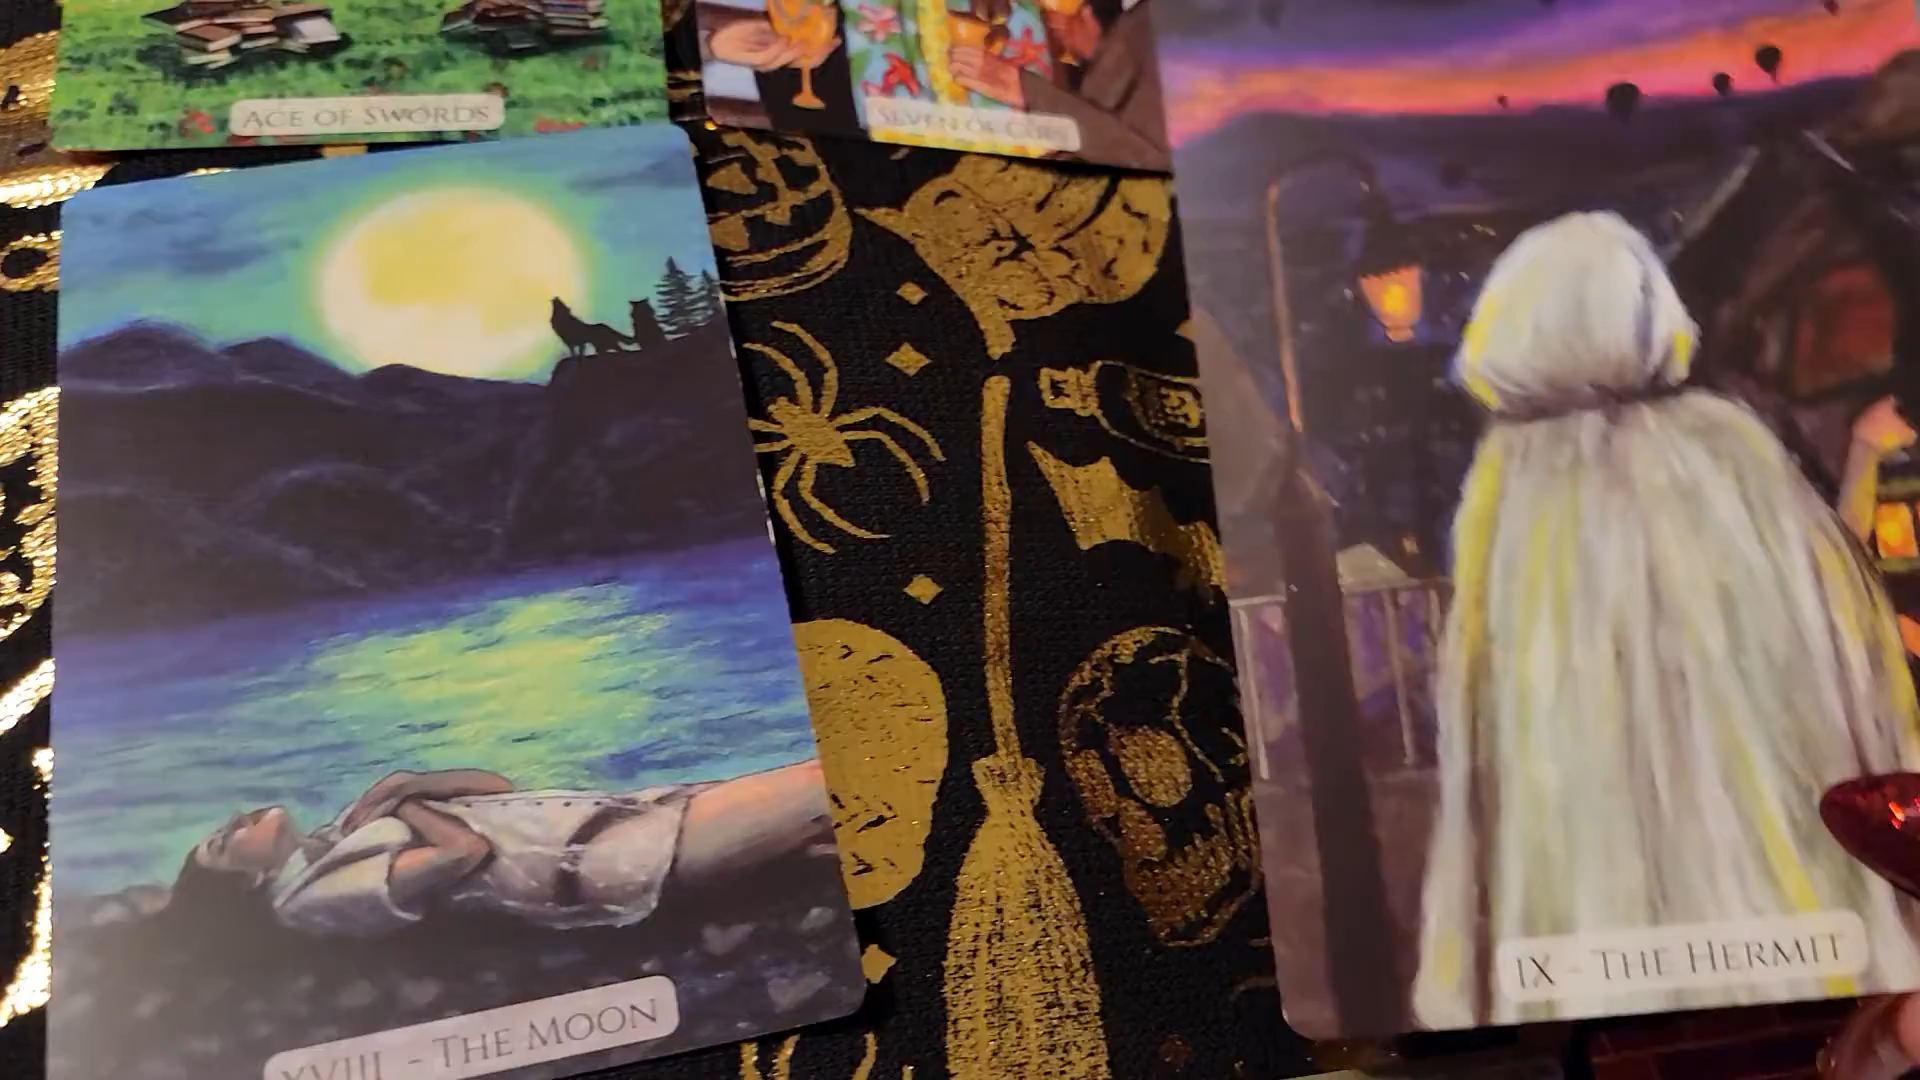 ACE OF SWORDS
SEVEN OF CUPS
XVIII - THE MOON
IX - THE HERMIT